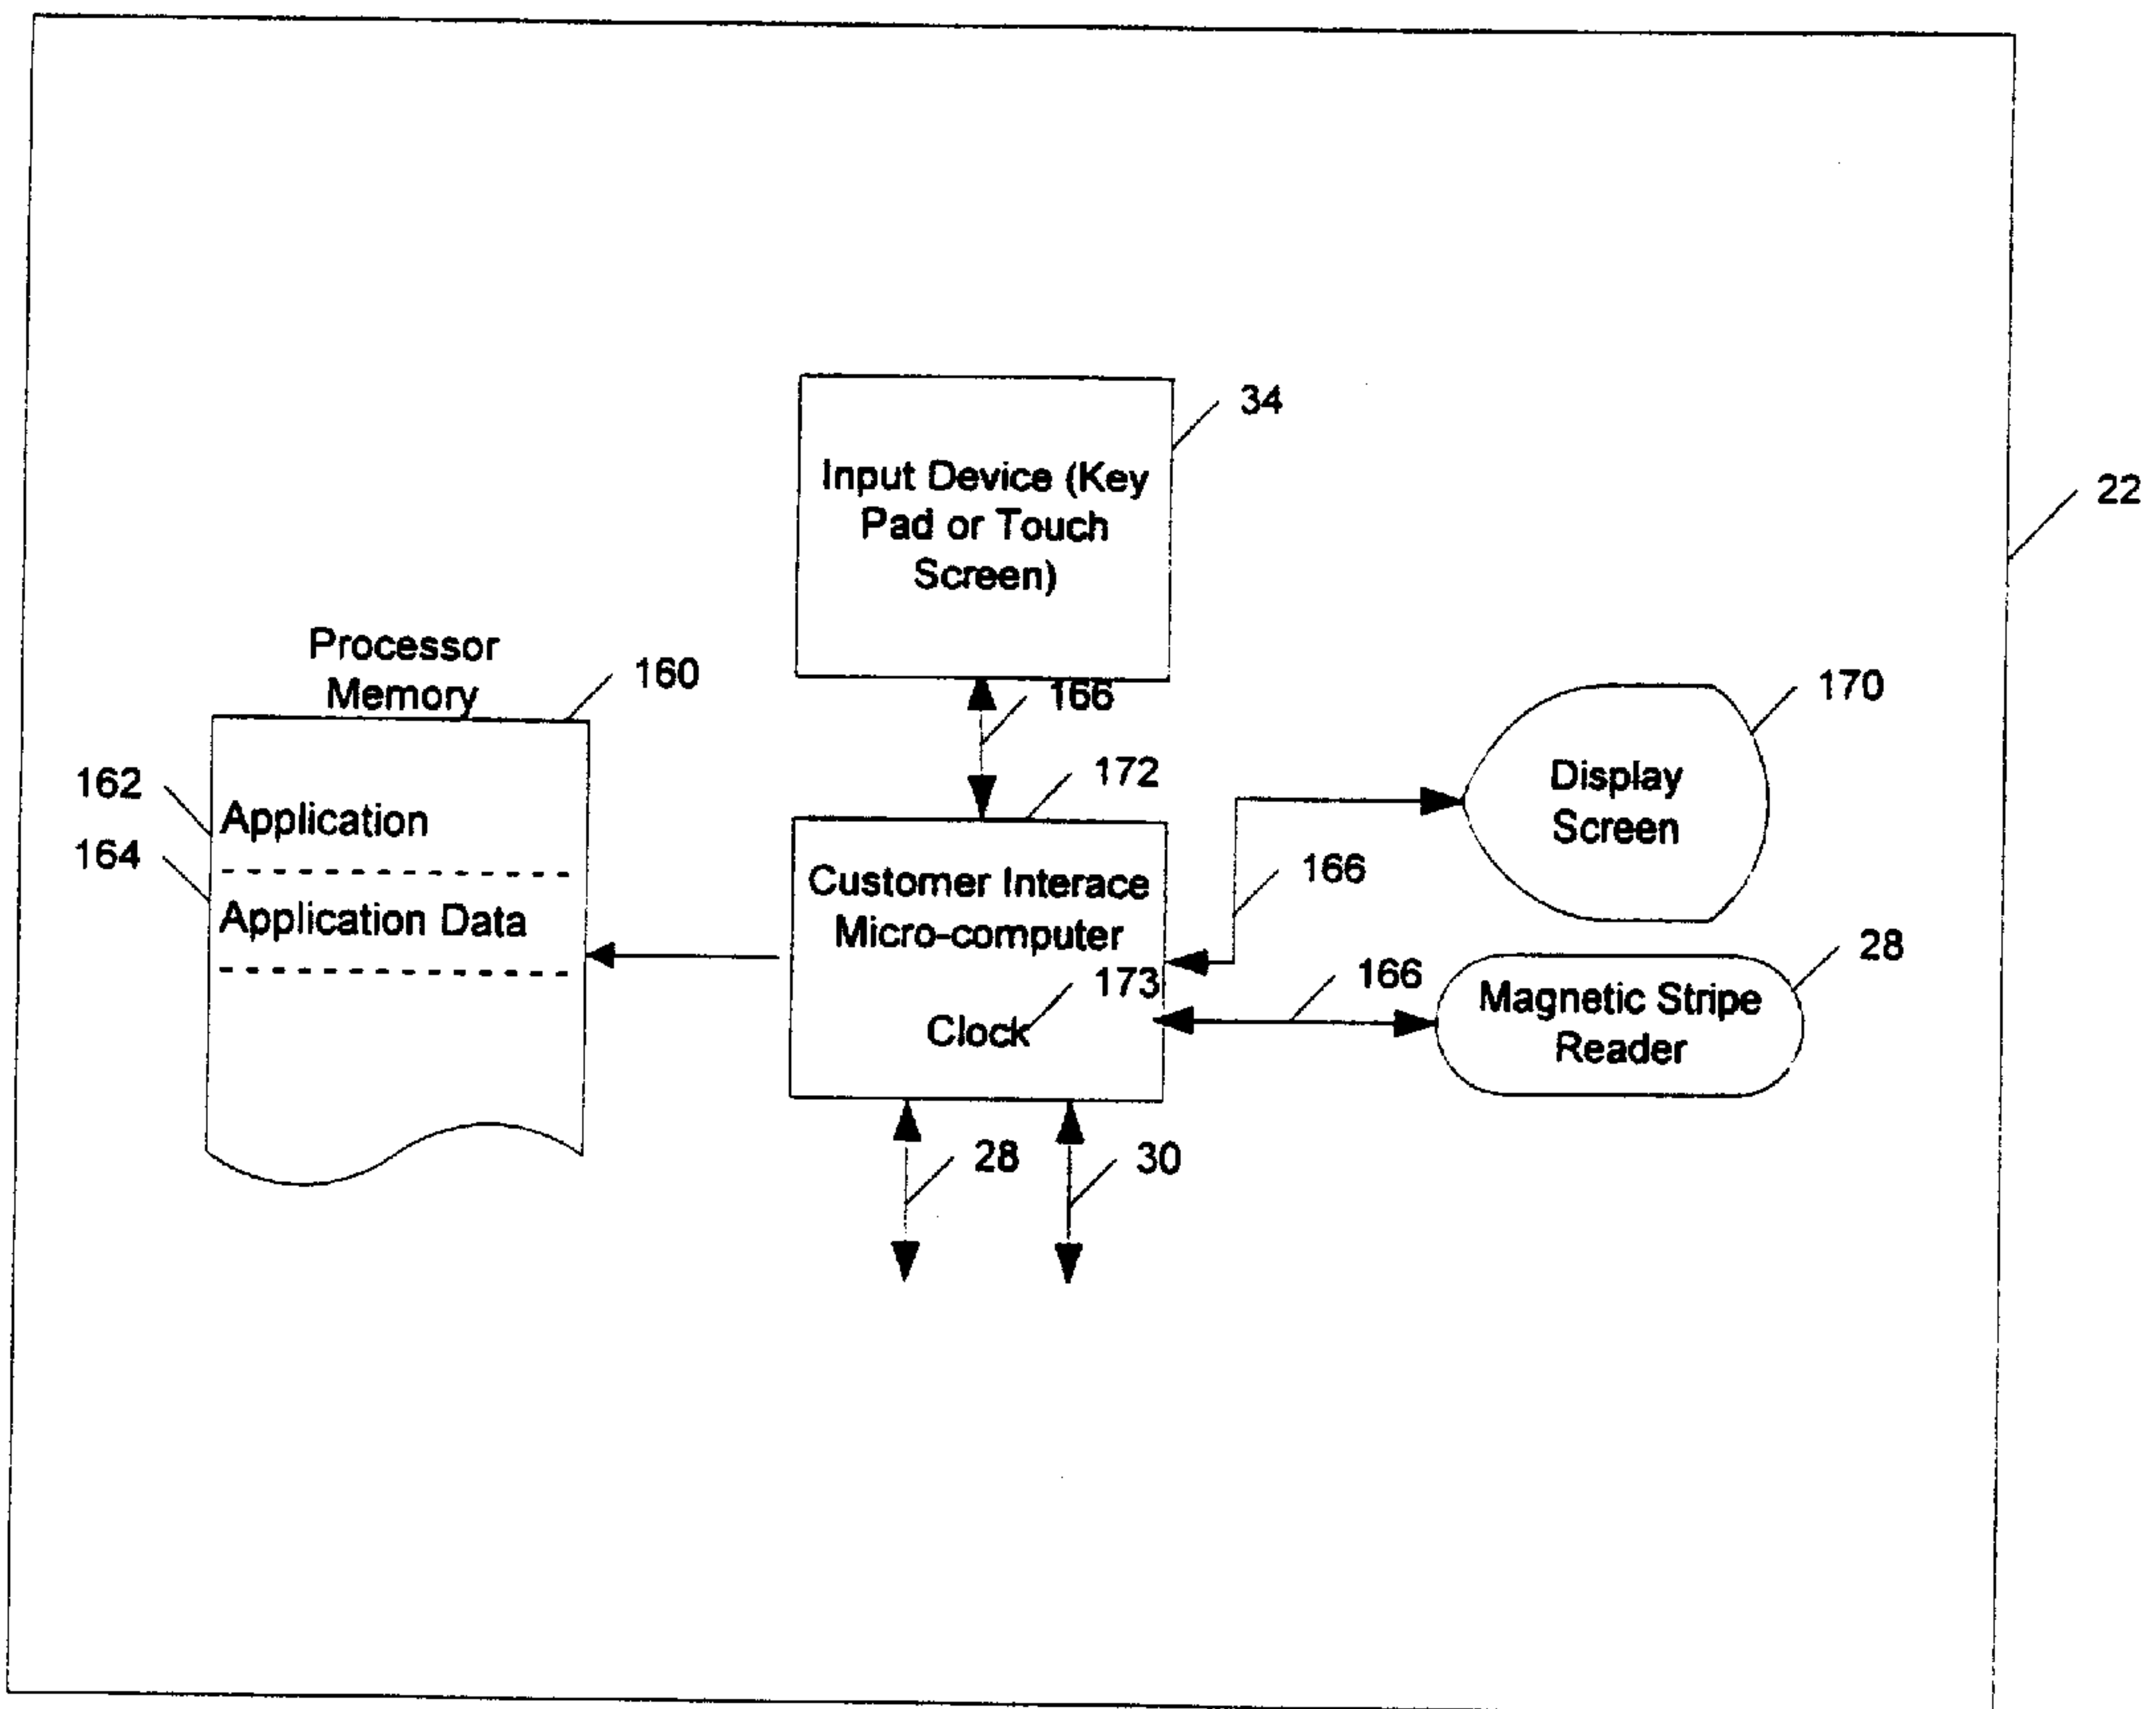 34
Input Device (Key
Pad or Touch
Screen)
22
Processor
Memory
160
166
170
162
Application
172
Display
Screen
164
Application Data
Customer Interace
Micro-computer
166
28
173
Clock
166
Magnetic Stripe
Reader
28
30